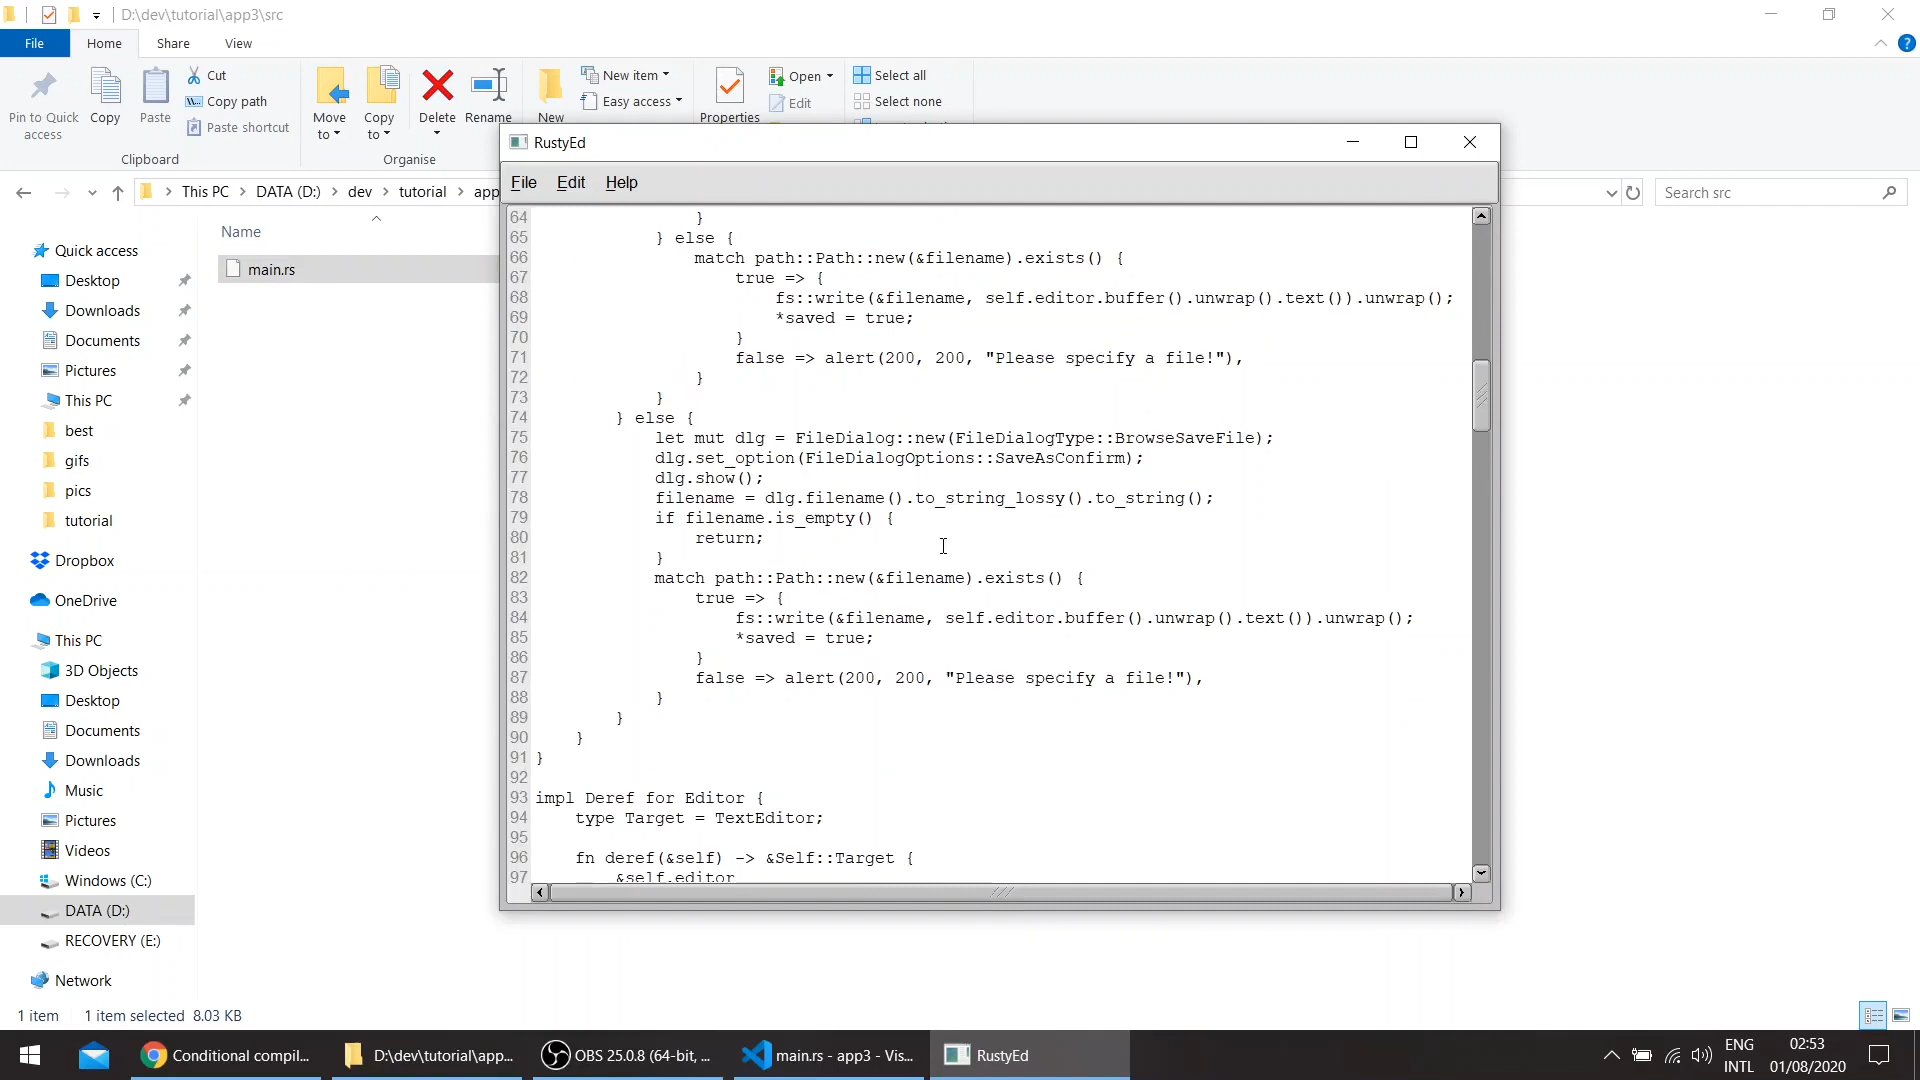 D:\dev\tutorial\app3\src
File Home Share View
Pin to Quick access
Copy
Paste
Cut
Copy path
Paste shortcut
Clipboard
Move to
Copy to
Delete
Rename
Organise
New
New item
Easy access
Properties
Open
Edit
Select all
Select none
This PC DATA (D:) dev tutorial app
Search src
Name
main.rs
Quick access
Desktop
Downloads
Documents
Pictures
This PC
best
gifs
pics
tutorial
Dropbox
OneDrive
This PC
3D Objects
Desktop
Documents
Downloads
Music
Pictures
Videos
Windows (C:)
DATA (D:)
RECOVERY (E:)
Network
1 item 1 item selected 8.03 KB
RustyEd
File Edit Help
64                 }
65             } else {
66                 match path::Path::new(&filename).exists() {
67                     true => {
68                         fs::write(&filename, self.editor.buffer().unwrap().text()).unwrap();
69                         *saved = true;
70                     }
71                     false => alert(200, 200, "Please specify a file!"),
72                 }
73             }
74         } else {
75             let mut dlg = FileDialog::new(FileDialogType::BrowseSaveFile);
76             dlg.set_option(FileDialogOptions::SaveAsConfirm);
77             dlg.show();
78             filename = dlg.filename().to_string_lossy().to_string();
79             if filename.is_empty() {
80                 return;
81             }
82             match path::Path::new(&filename).exists() {
83                 true => {
84                     fs::write(&filename, self.editor.buffer().unwrap().text()).unwrap();
85                     *saved = true;
86                 }
87                 false => alert(200, 200, "Please specify a file!"),
88             }
89         }
90     }
91 }
92
93 impl Deref for Editor {
94     type Target = TextEditor;
95
96     fn deref(&self) -> &Self::Target {
97         &self.editor
Conditional compil...
D:\dev\tutorial\app...
OBS 25.0.8 (64-bit, ...
main.rs - app3 - Vis...
RustyEd
ENG
INTL
02:53
01/08/2020